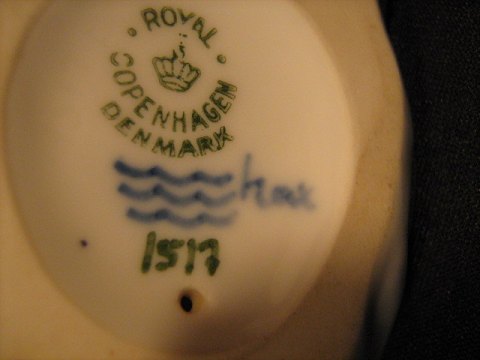 ROYAL
COPENHAGEN
DENMARK
1517